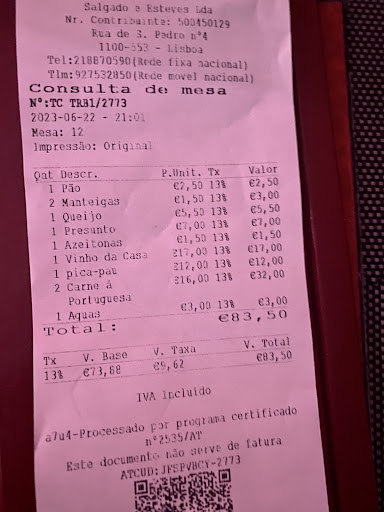 Salgado e Esteves Lda
Nr. Contribuinte: 500450129
Rua de S. Pedro nº4
1100-553 - Lisboa
Tel:218870590(Rede fixa nacional)
Tlm:927532850(Rede movel nacional)
Consulta de mesa
Nº:TC TRB1/2773
2023-06-22 - 21:01
Mesa: 12
Impressão: Original
Qnt Descr. P.Unit. Tx Valor
1 Pão €2,50 13% €2,50
2 Manteigas €1,50 13% €3,00
1 Queijo €5,50 13% €5,50
1 Presunto €7,00 13% €7,00
1 Azeitonas €1,50 13% €1,50
1 Vinho da Casa €17,00 13% €17,00
1 pica-pau €12,00 13% €12,00
2 Carne à €16,00 13% €32,00
Portuguesa
1 Aguas €3,00 13% €3,00
Total: €83,50
Tx V. Base V. Taxa V. Total
13% €73,88 €9,62 €83,50
IVA Incluido
a7u4-Processado por programa certificado
nº2535/AT
Este documento não serve de fatura
ATCUD:JFSPVBCY-2773